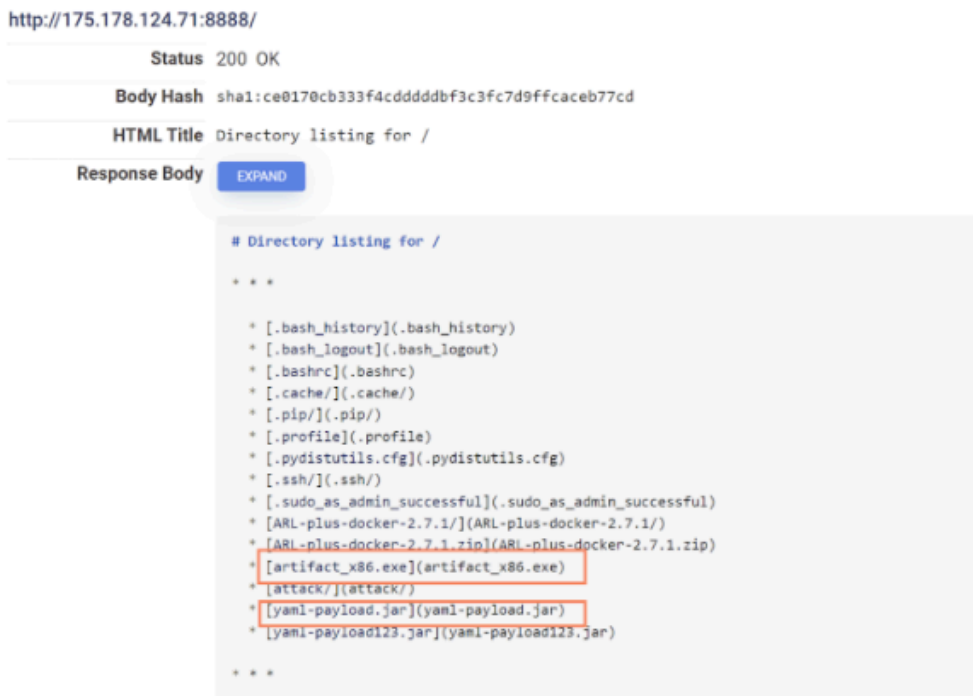 http://175.178.124.71:8888/
Status 200 OK
Body Hash sha1:ce0170cb333f4cdddddbf3c3fc7d9ffcaceb77cd
HTML Title Directory listing for /
Response Body EXPAND
# Directory listing for /
* * *
* [.bash_history](.bash_history)
* [.bash_logout](.bash_logout)
* [.bashrc](.bashrc)
* [.cache/](.cache/)
* [.pip/](.pip/)
* [.profile](.profile)
* [.pydistutils.cfg](.pydistutils.cfg)
* [.ssh/](.ssh/)
* [.sudo_as_admin_successful](.sudo_as_admin_successful)
* [ARL-plus-docker-2.7.1/](ARL-plus-docker-2.7.1/)
* [ARL-plus-docker-2.7.1.zip](ARL-plus-docker-2.7.1.zip)
* [artifact_x86.exe](artifact_x86.exe)
* [attack/](attack/)
* [yaml-payload.jar](yaml-payload.jar)
* [yaml-payload123.jar](yaml-payload123.jar)
* * *